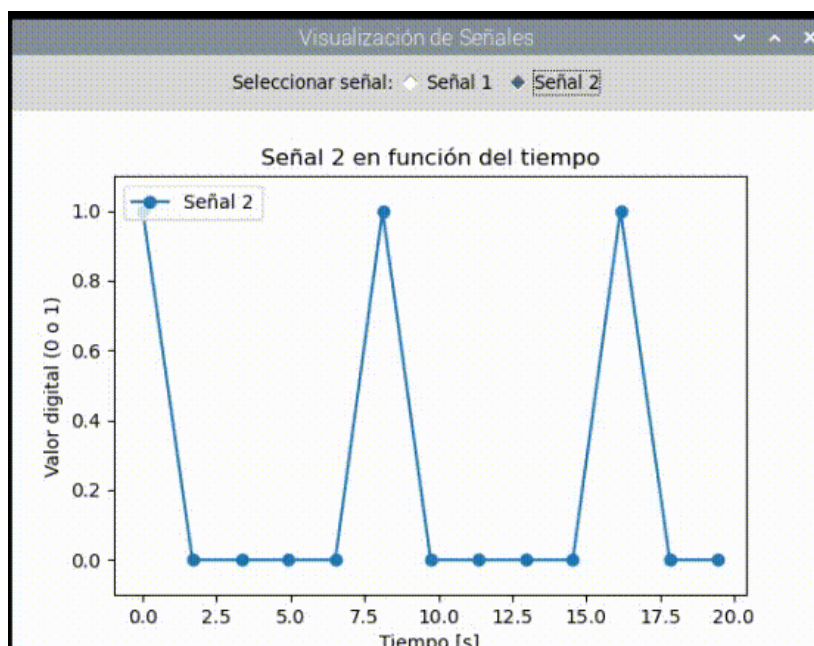 Visualización de Señales
Seleccionar señal: Señal 1 Señal 2
Señal 2 en función del tiempo
Señal 2
1.0
0.8
0.6
0.4
0.2
0.0
Valor digital (0 o 1)
0.0 2.5 5.0 7.5 10.0 12.5 15.0 17.5 20.0
Tiempo [s]